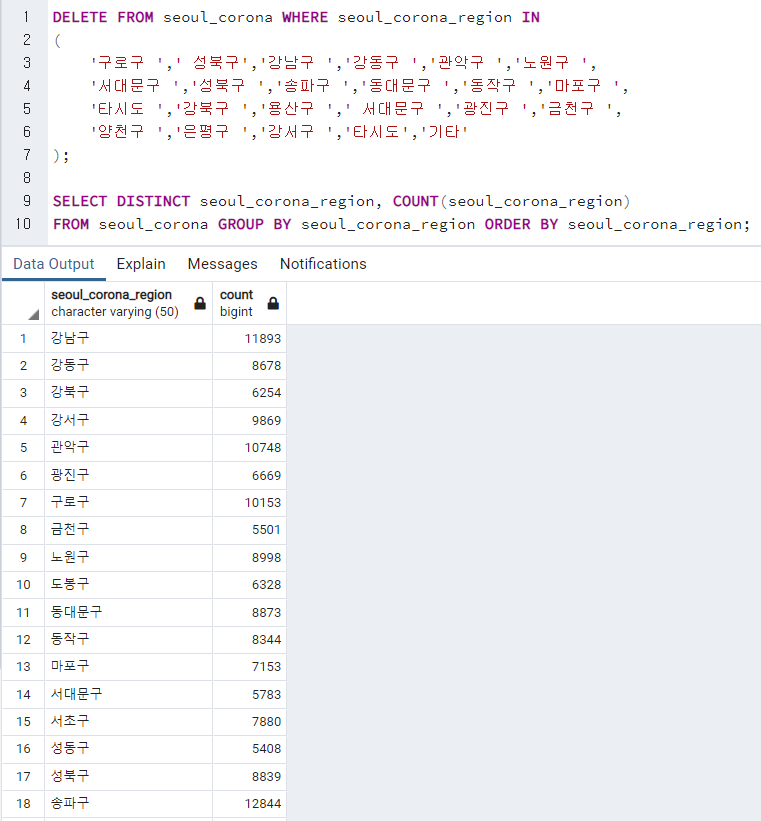 1 DELETE FROM seoul_corona WHERE seoul_corona_region IN
2 (
3 '구로구 ',' 성북구','강남구 ','강동구 ','관악구 ','노원구 ',
4 '서대문구 ','성북구 ','송파구 ','동대문구 ','동작구 ','마포구 ',
5 '타시도 ','강북구 ','용산구 ',' 서대문구 ','광진구 ','금천구 ',
6 '양천구 ','은평구 ','강서구 ','타시도','기타'
7 );
8
9 SELECT DISTINCT seoul_corona_region, COUNT(seoul_corona_region)
10 FROM seoul_corona GROUP BY seoul_corona_region ORDER BY seoul_corona_region;
Data Output Explain Messages Notifications
seoul_corona_region count
character varying (50) bigint
1 강남구 11893
2 강동구 8678
3 강북구 6254
4 강서구 9869
5 관악구 10748
6 광진구 6669
7 구로구 10153
8 금천구 5501
9 노원구 8998
10 도봉구 6328
11 동대문구 8873
12 동작구 8344
13 마포구 7153
14 서대문구 5783
15 서초구 7880
16 성동구 5408
17 성북구 8839
18 송파구 12844